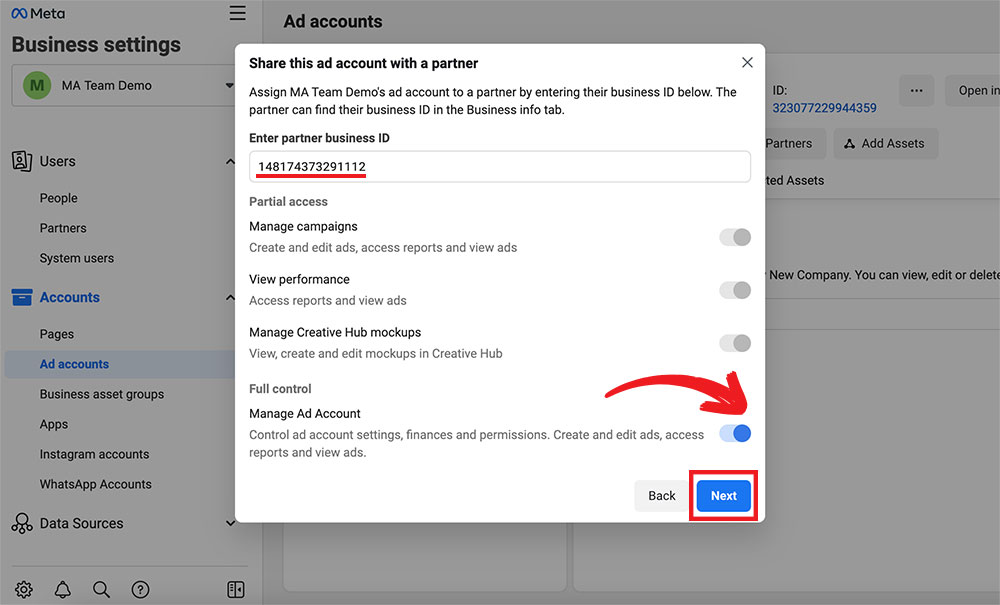 Meta
Business settings
M
MA Team Demo
Users
People
Partners
System users
Accounts
Pages
Ad accounts
Business asset groups
Apps
Instagram accounts
WhatsApp Accounts
Data Sources
?
Ad accounts
ID:
323077229944359
...
Open in
Partners
Add Assets
ted Assets
New Company. You can view, edit or delete
Share this ad account with a partner
Assign MA Team Demo's ad account to a partner by entering their business ID below. The
partner can find their business ID in the Business info tab.
Enter partner business ID
148174373291112
Partial access
Manage campaigns
Create and edit ads, access reports and view ads
View performance
Access reports and view ads
Manage Creative Hub mockups
View, create and edit mockups in Creative Hub
Full control
Manage Ad Account
Control ad account settings, finances and permissions. Create and edit ads, access
reports and view ads.
Back
Next